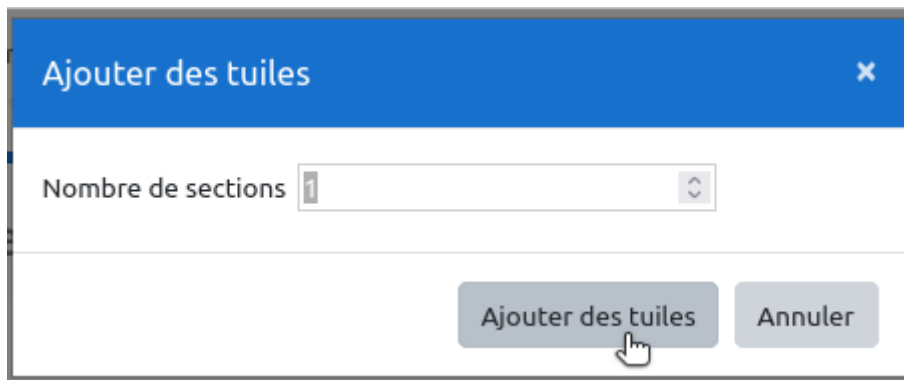 Ajouter des tuiles ×
Nombre de sections 1
Ajouter des tuiles Annuler